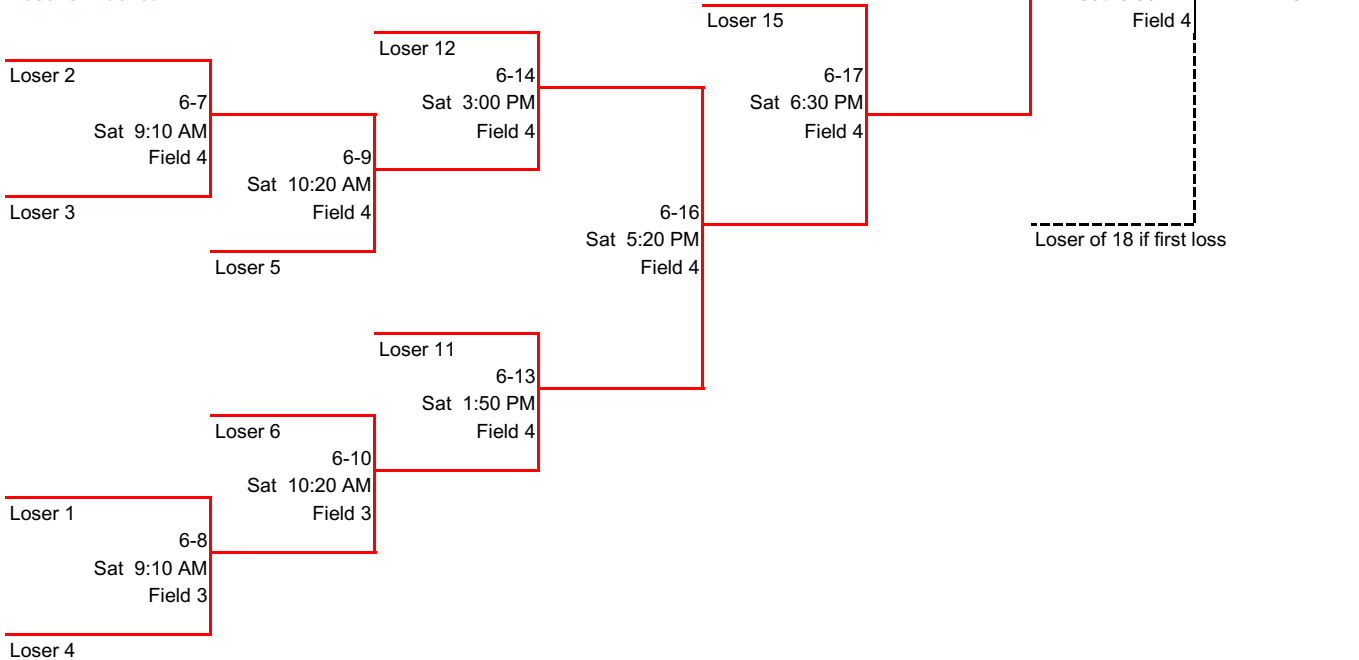 Loser 15
Field 4
Loser 12
Loser 2
6-14
6-17
6-7
Sat 3:00 PM
Sat 6:30 PM
Sat 9:10 AM
Field 4
Field 4
Field 4
6-9
Sat 10:20 AM
Loser 3
Field 4
6-16
Sat 5:20 PM
Loser of 18 if first loss
Loser 5
Field 4
Loser 11
6-13
Sat 1:50 PM
Loser 6
Field 4
6-10
Sat 10:20 AM
Loser 1
Field 3
6-8
Sat 9:10 AM
Field 3
Loser 4